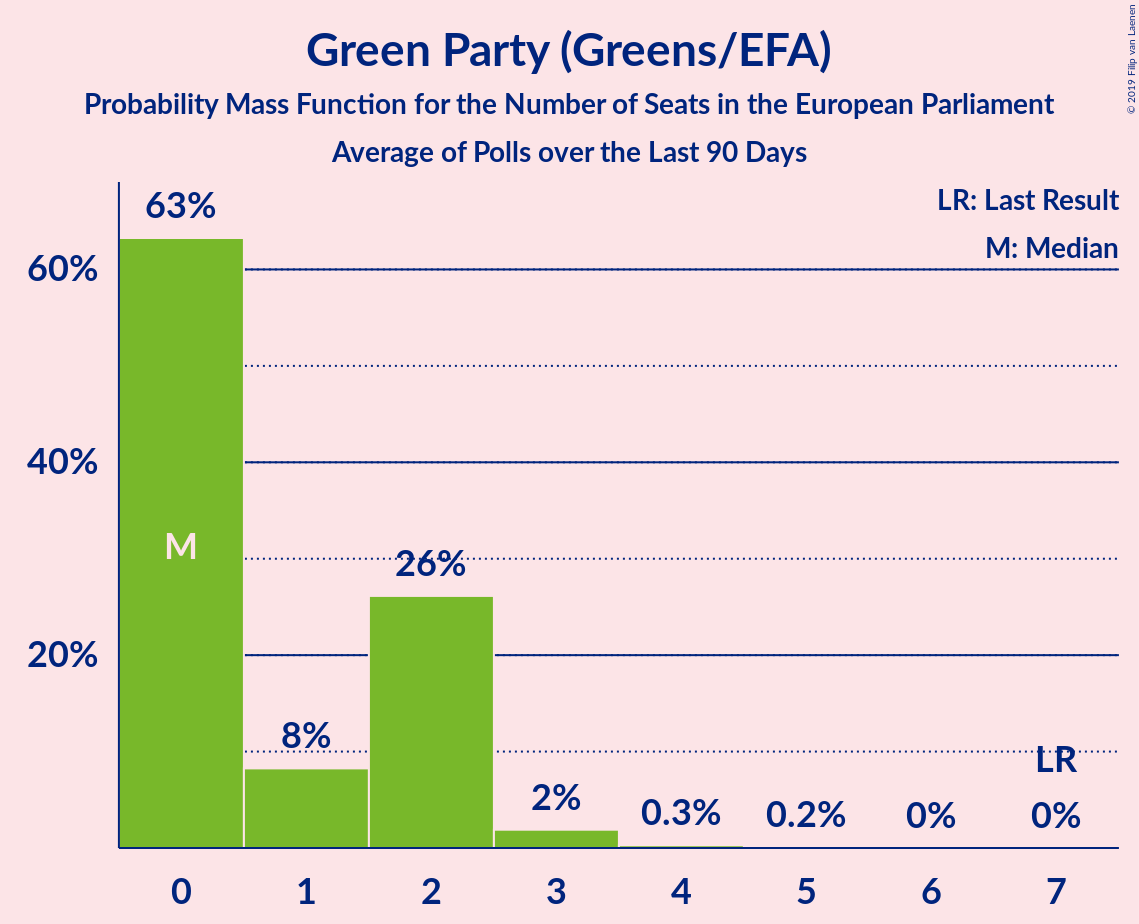 Green Party (Greens/EFA)
Probability Mass Function for the Number of Seats in the European Parliament
Average of Polls over the Last 90 Days
© 2019 Filip van Laenen
LR: Last Result
M: Median
63%
60%
40%
M
26%
20%
8%
2%
0.3%
0.2%
0%
LR
0%
0 1 2 3 4 5 6 7